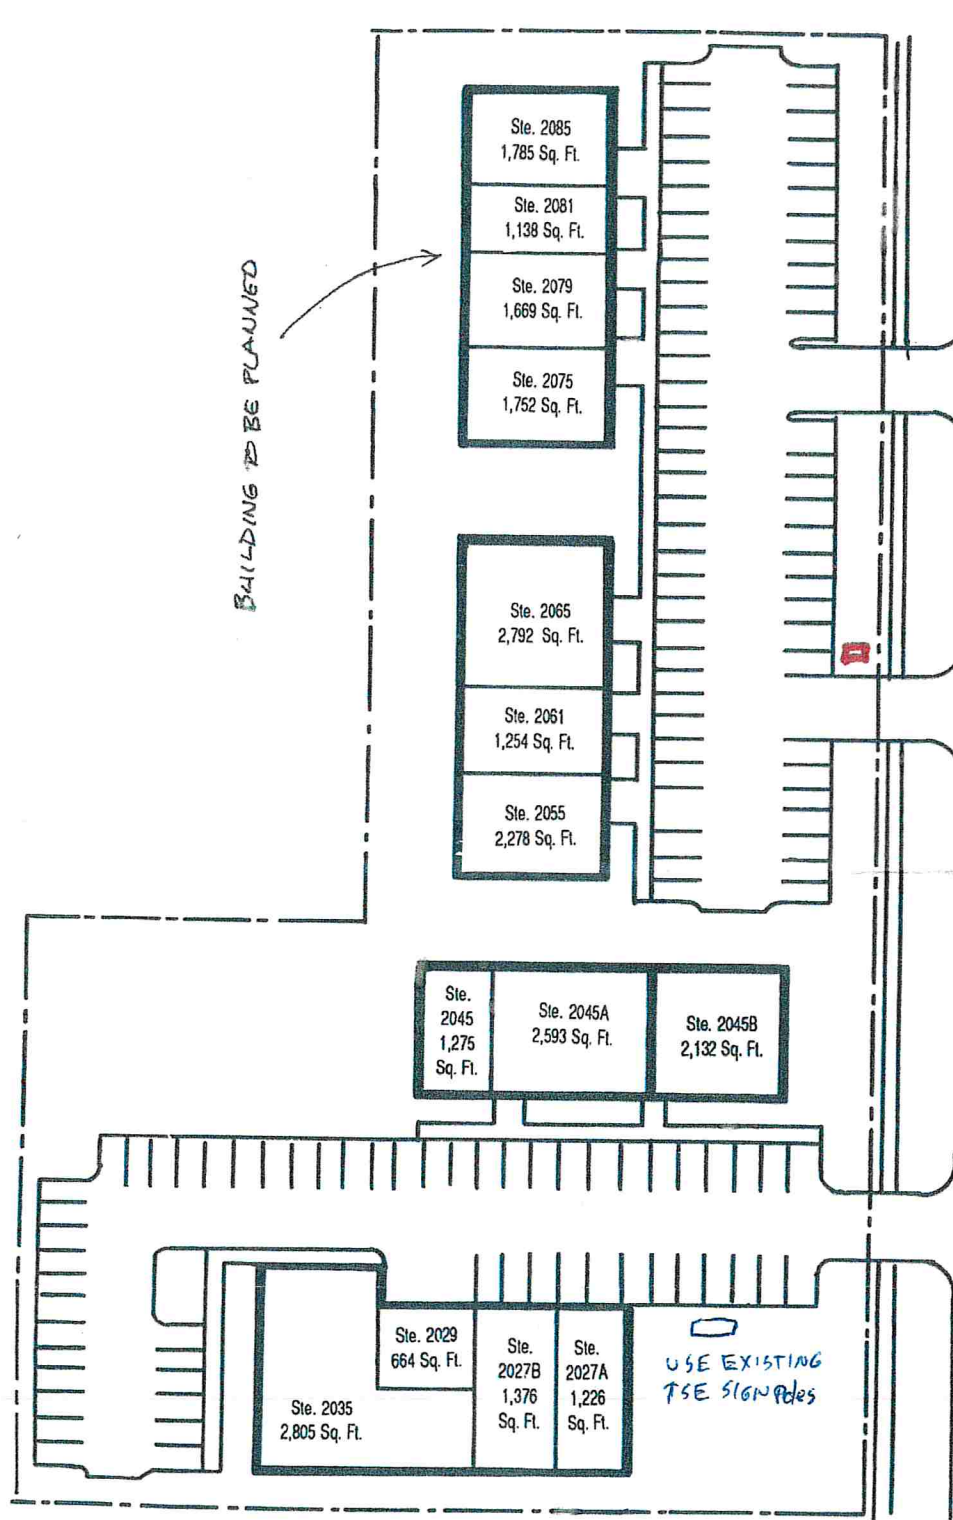 Ste. 2085
1,785 Sq. Ft.
Ste. 2081
1,138 Sq. Ft.
Ste. 2079
1,669 Sq. Ft.
Ste. 2075
1,752 Sq. Ft.
BUILDING TO BE PLANNED
Ste. 2065
2,792 Sq. Ft.
Ste. 2061
1,254 Sq. Ft.
Ste. 2055
2,278 Sq. Ft.
Ste.
2045
1,275
Sq. Ft.
Ste. 2045A
2,593 Sq. Ft.
Ste. 2045B
2,132 Sq. Ft.
Ste. 2029
664 Sq. Ft.
Ste. 2035
2,805 Sq. Ft.
Ste.
2027B
1,376
Sq. Ft.
Ste.
2027A
1,226
Sq. Ft.
USE EXISTING
TSE SIGN Poles